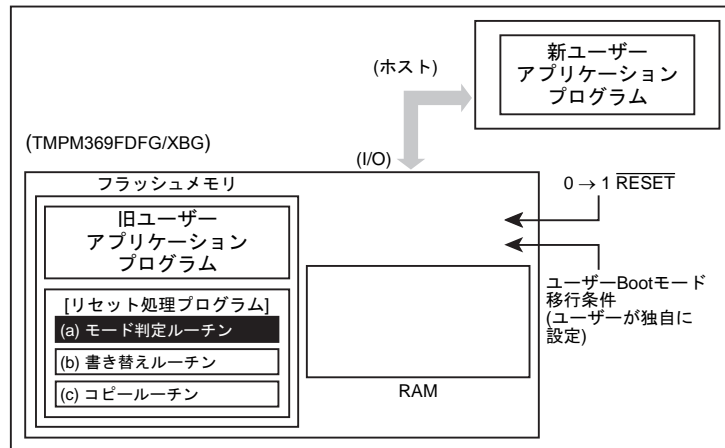 新ユーザー
アプリケーション
プログラム
(ホスト)
(TMPM369FDFG/XBG)
(I/O)
フラッシュメモリ
0 → 1 RESET
旧ユーザー
アプリケーション
プログラム
ユーザーBootモード
移行条件
(ユーザーが独自に
設定)
[リセット処理プログラム]
(a) モード判定ルーチン
(b) 書き替えルーチン
(c) コピールーチン
RAM